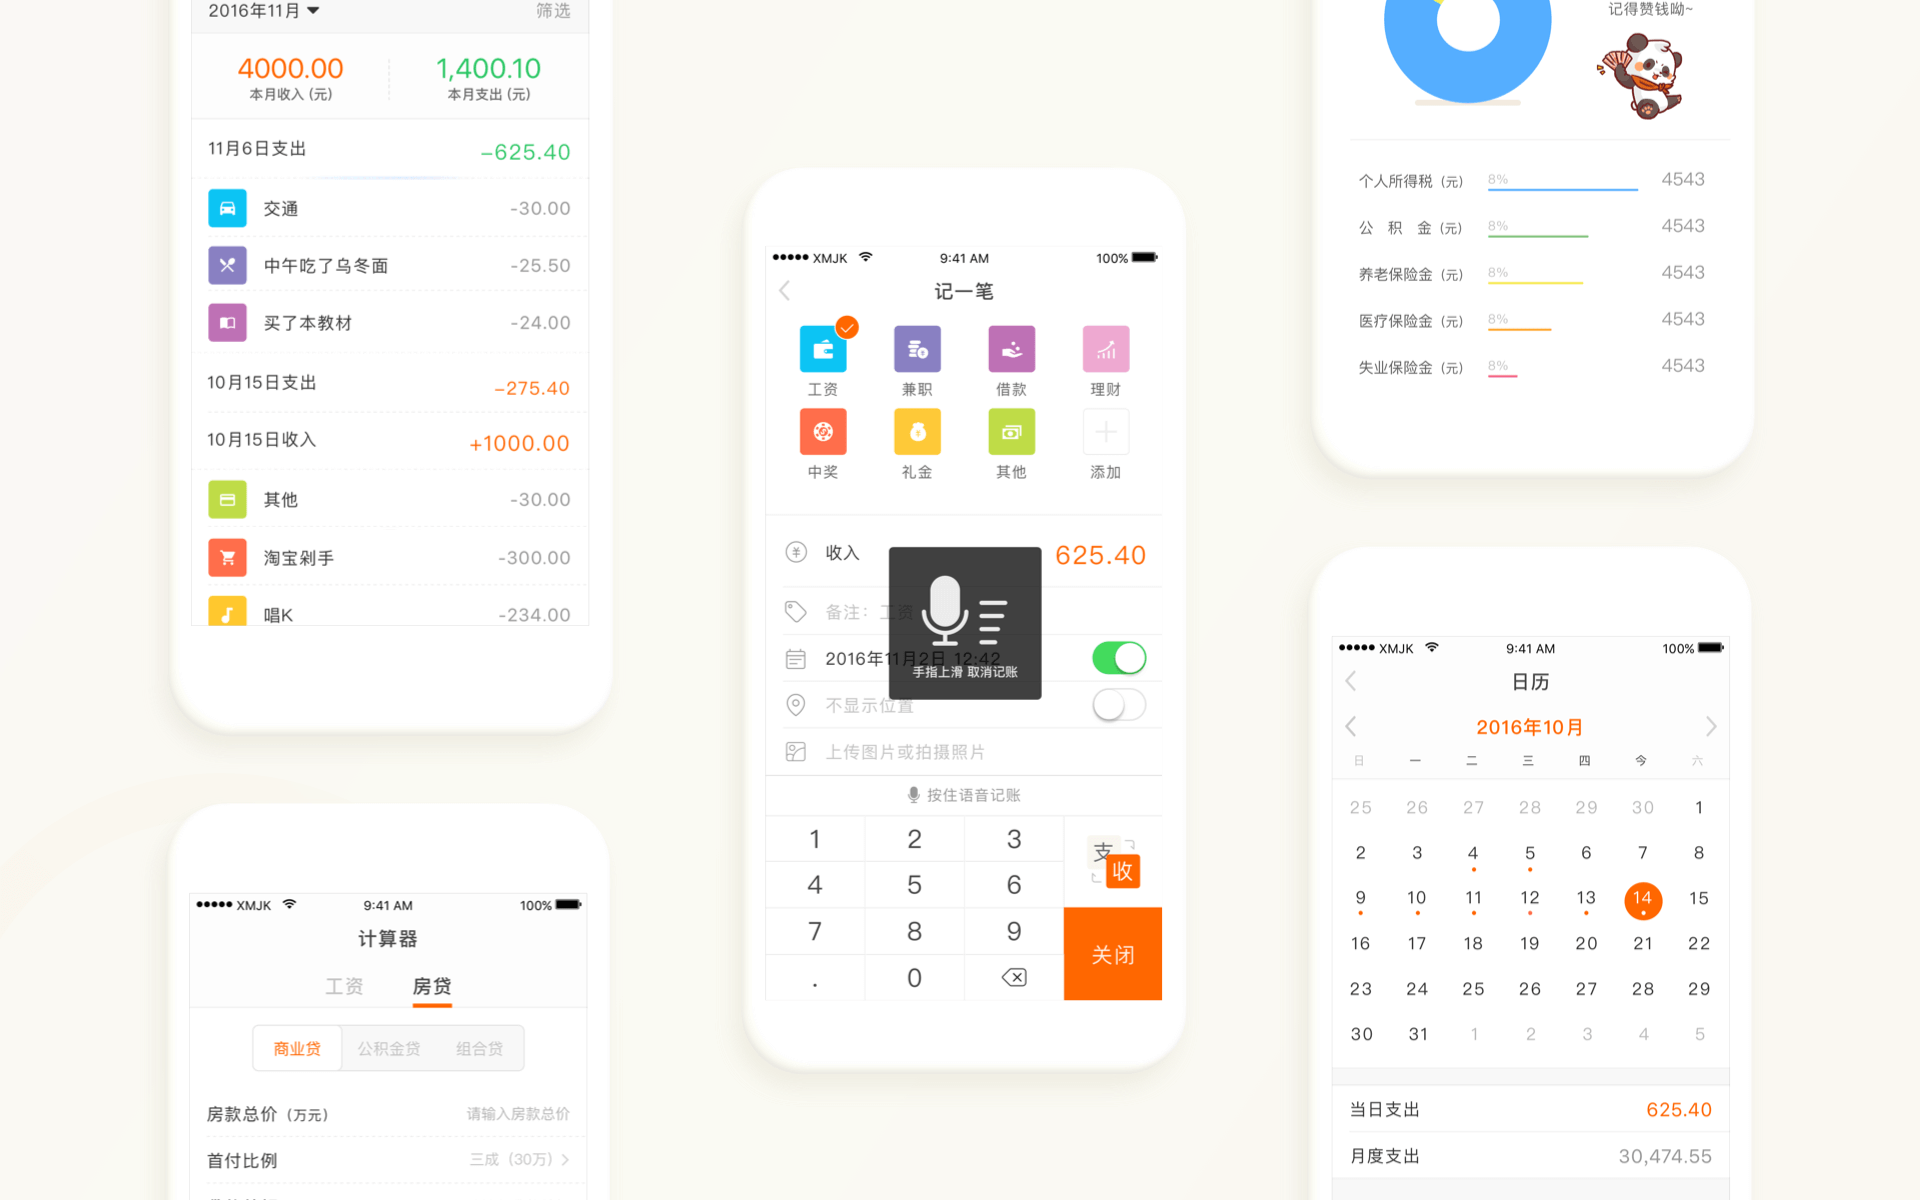 2016年11月 筛选
4000.00 1,400.10
本月收入 (元) 本月支出 (元)
11月6日支出 -625.40
交通 -30.00
中午吃了乌冬面 -25.50
买了本教材 -24.00
10月15日支出 -275.40
10月15日收入 +1000.00
其他 -30.00
淘宝剁手 -300.00
唱K -234.00
XMJK 9:41 AM 100%
计算器
工资 房贷
商业贷 公积金贷 组合贷
房款总价 (万元) 请输入房款总价
首付比例 三成 (30万)
XMJK 9:41 AM 100%
记一笔
工资 兼职 借款 理财
中奖 礼金 其他 添加
¥ 收入 625.40
备注: 工资
2016年11月2日 12:42
手指上滑 取消记账
不显示位置
上传图片或拍摄照片
按住语音记账
1 2 3
支
收
4 5 6
7 8 9
关闭
. 0
记得赞钱呦~
个人所得税 (元) 8% 4543
公 积 金 (元) 8% 4543
养老保险金 (元) 8% 4543
医疗保险金 (元) 8% 4543
失业保险金 (元) 8% 4543
XMJK 9:41 AM 100%
日历
2016年10月
日 一 二 三 四 今 六
25 26 27 28 29 30 1
2 3 4 5 6 7 8
9 10 11 12 13 14 15
16 17 18 19 20 21 22
23 24 25 26 27 28 29
30 31 1 2 3 4 5
当日支出 625.40
月度支出 30,474.55